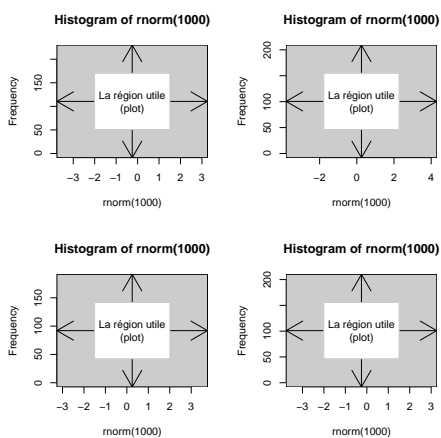 Histogram of rnorm(1000)
Frequency
0 50 150
La région utile
(plot)
−3 −2 −1 0 1 2 3
rnorm(1000)
Histogram of rnorm(1000)
Frequency
0 50 100 200
La région utile
(plot)
−2 0 2 4
rnorm(1000)
Histogram of rnorm(1000)
Frequency
0 50 100 150
La région utile
(plot)
−3 −2 −1 0 1 2 3
rnorm(1000)
Histogram of rnorm(1000)
Frequency
0 50 100 200
La région utile
(plot)
−3 −2 −1 0 1 2 3
rnorm(1000)